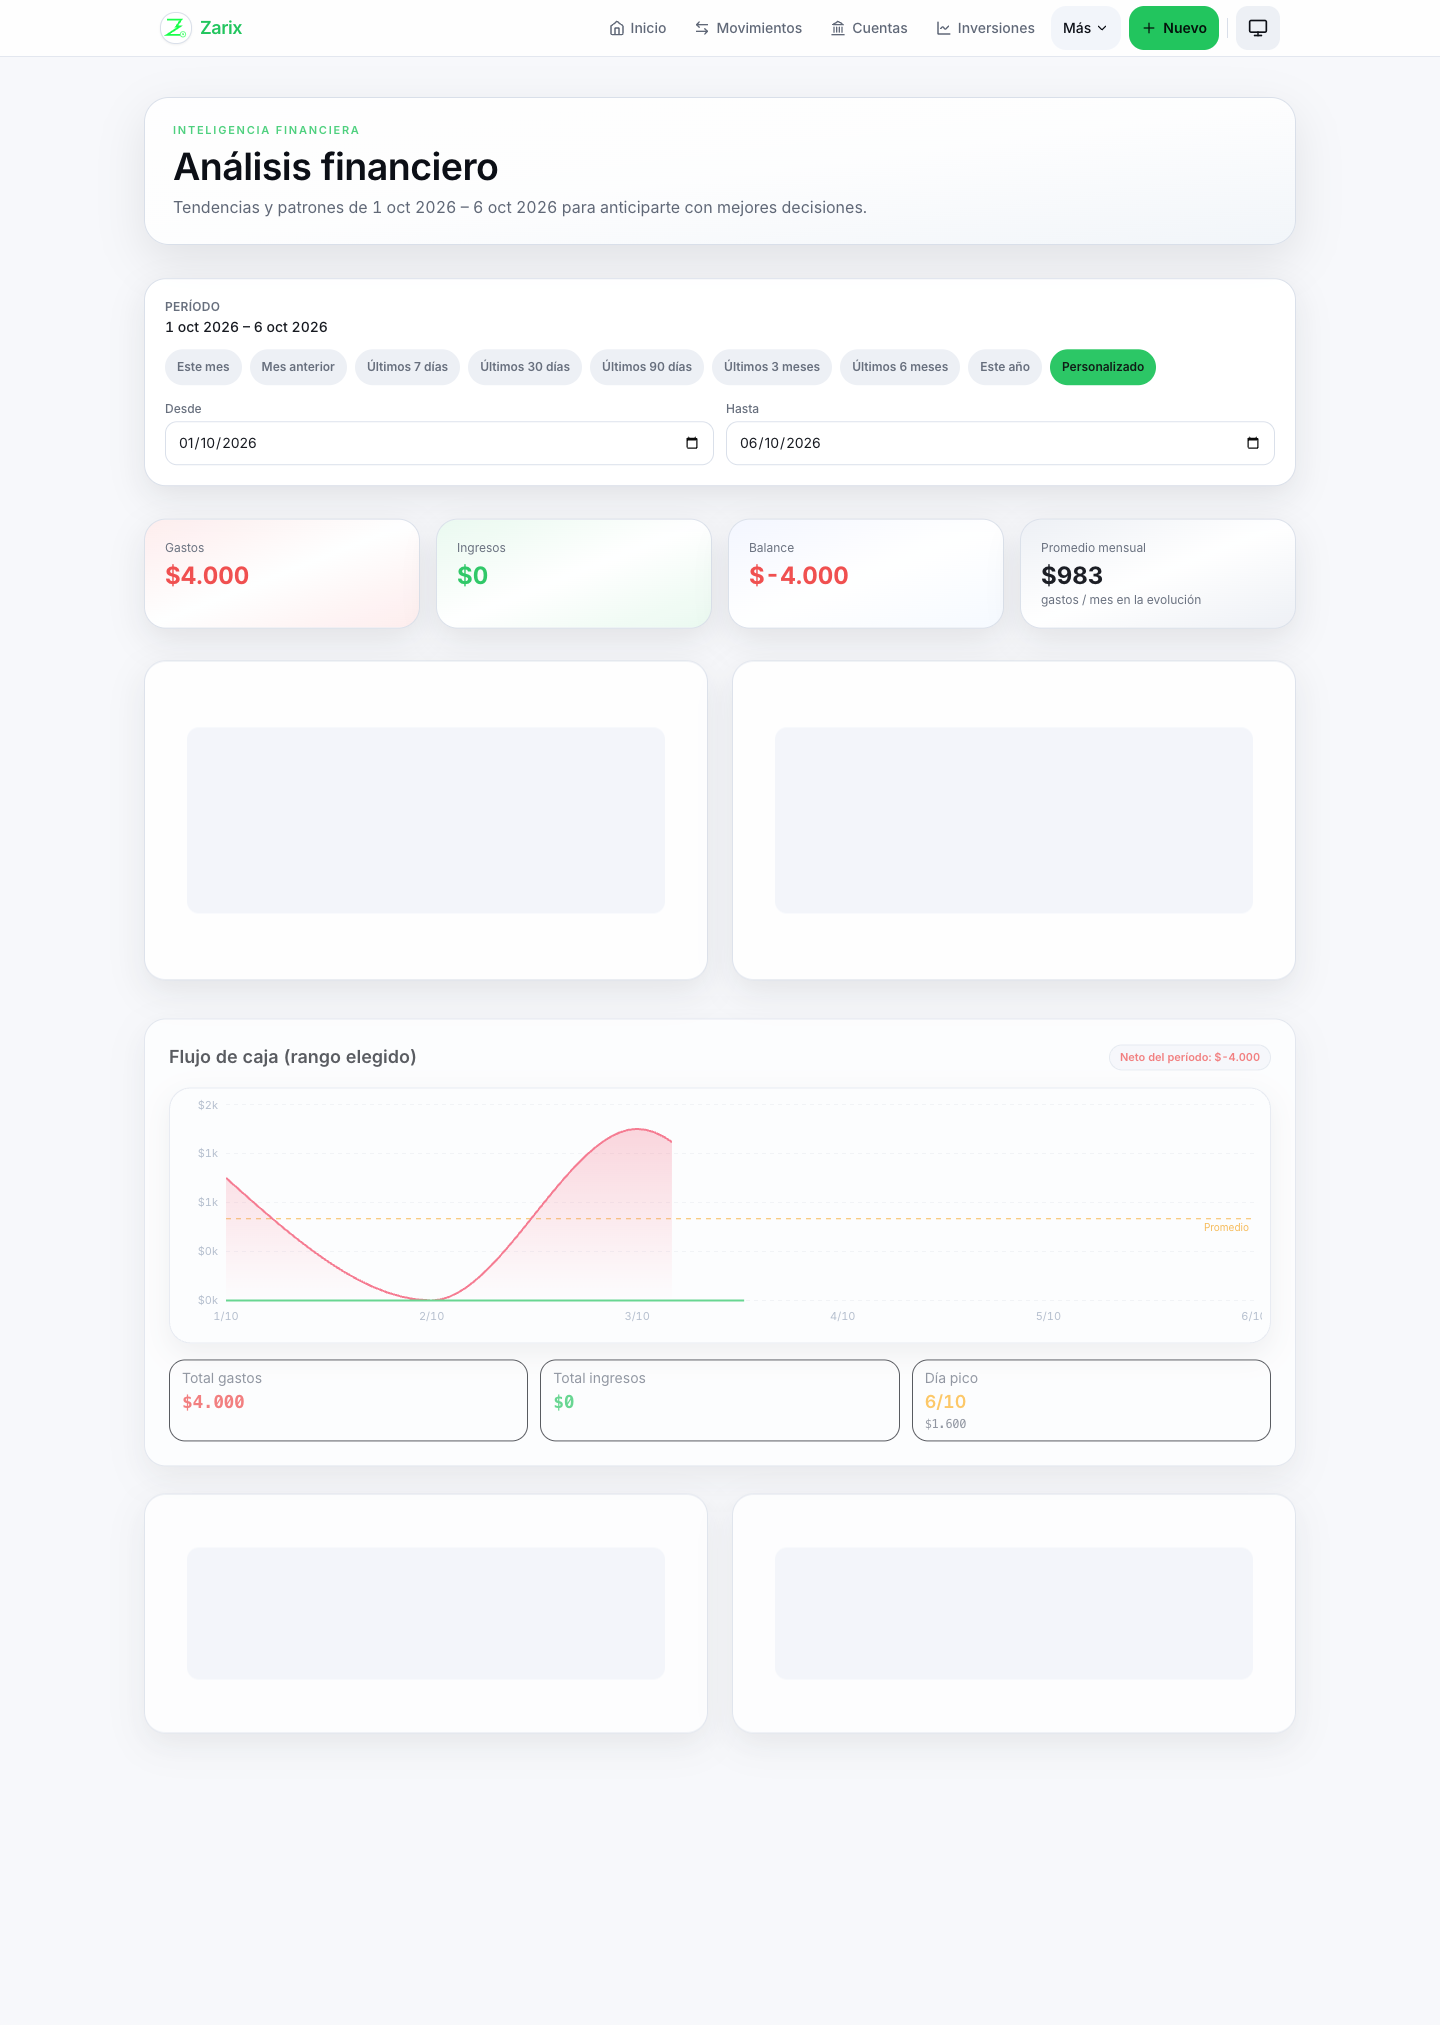 Zarix
Inicio
Movimientos
Cuentas
Inversiones
Más
Nuevo
INTELIGENCIA FINANCIERA
Análisis financiero
Tendencias y patrones de 1 oct 2026 – 6 oct 2026 para anticiparte con mejores decisiones.
PERÍODO
1 oct 2026 – 6 oct 2026
Este mes
Mes anterior
Últimos 7 días
Últimos 30 días
Últimos 90 días
Últimos 3 meses
Últimos 6 meses
Este año
Personalizado
Desde
Hasta
01/10/2026
06/10/2026
Gastos
$4.000
Ingresos
$0
Balance
$-4.000
Promedio mensual
$983
gastos / mes en la evolución
Flujo de caja (rango elegido)
Neto del período: $-4.000
$2k
$1k
$1k
Promedio
$0k
$0k
1/10
2/10
3/10
4/10
5/10
6/10
Total gastos
$4.000
Total ingresos
$0
Día pico
6/10
$1.600